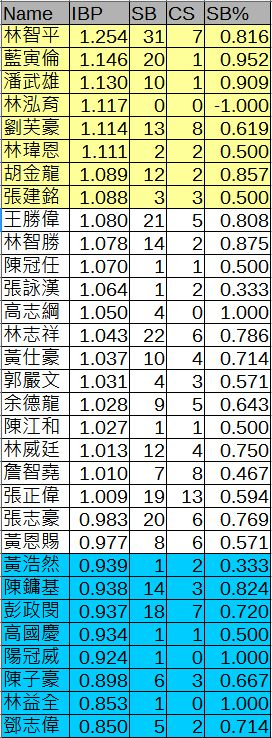 Name IBP SB CS SB%
林智平 1.254 31 7 0.816
藍寅倫 1.146 20 1 0.952
潘武雄 1.130 10 1 0.909
林泓育 1.117 0 0 -1.000
劉芙豪 1.114 13 8 0.619
林瑋恩 1.111 2 2 0.500
胡金龍 1.089 12 2 0.857
張建銘 1.088 3 3 0.500
王勝偉 1.080 21 5 0.808
林智勝 1.078 14 2 0.875
陳冠任 1.070 1 1 0.500
張詠漢 1.064 1 2 0.333
高志綱 1.050 4 0 1.000
林志祥 1.043 22 6 0.786
黃仕豪 1.037 10 4 0.714
郭嚴文 1.031 4 3 0.571
余德龍 1.028 9 5 0.643
陳江和 1.027 1 1 0.500
林威廷 1.013 12 4 0.750
詹智堯 1.010 7 8 0.467
張正偉 1.009 19 13 0.594
張志豪 0.983 20 6 0.769
黃恩賜 0.977 8 6 0.571
黃浩然 0.939 1 2 0.333
陳鏞基 0.938 14 3 0.824
彭政閔 0.937 18 7 0.720
高國慶 0.934 1 1 0.500
陽冠威 0.924 1 0 1.000
陳子豪 0.898 6 3 0.667
林益全 0.853 1 0 1.000
鄧志偉 0.850 5 2 0.714